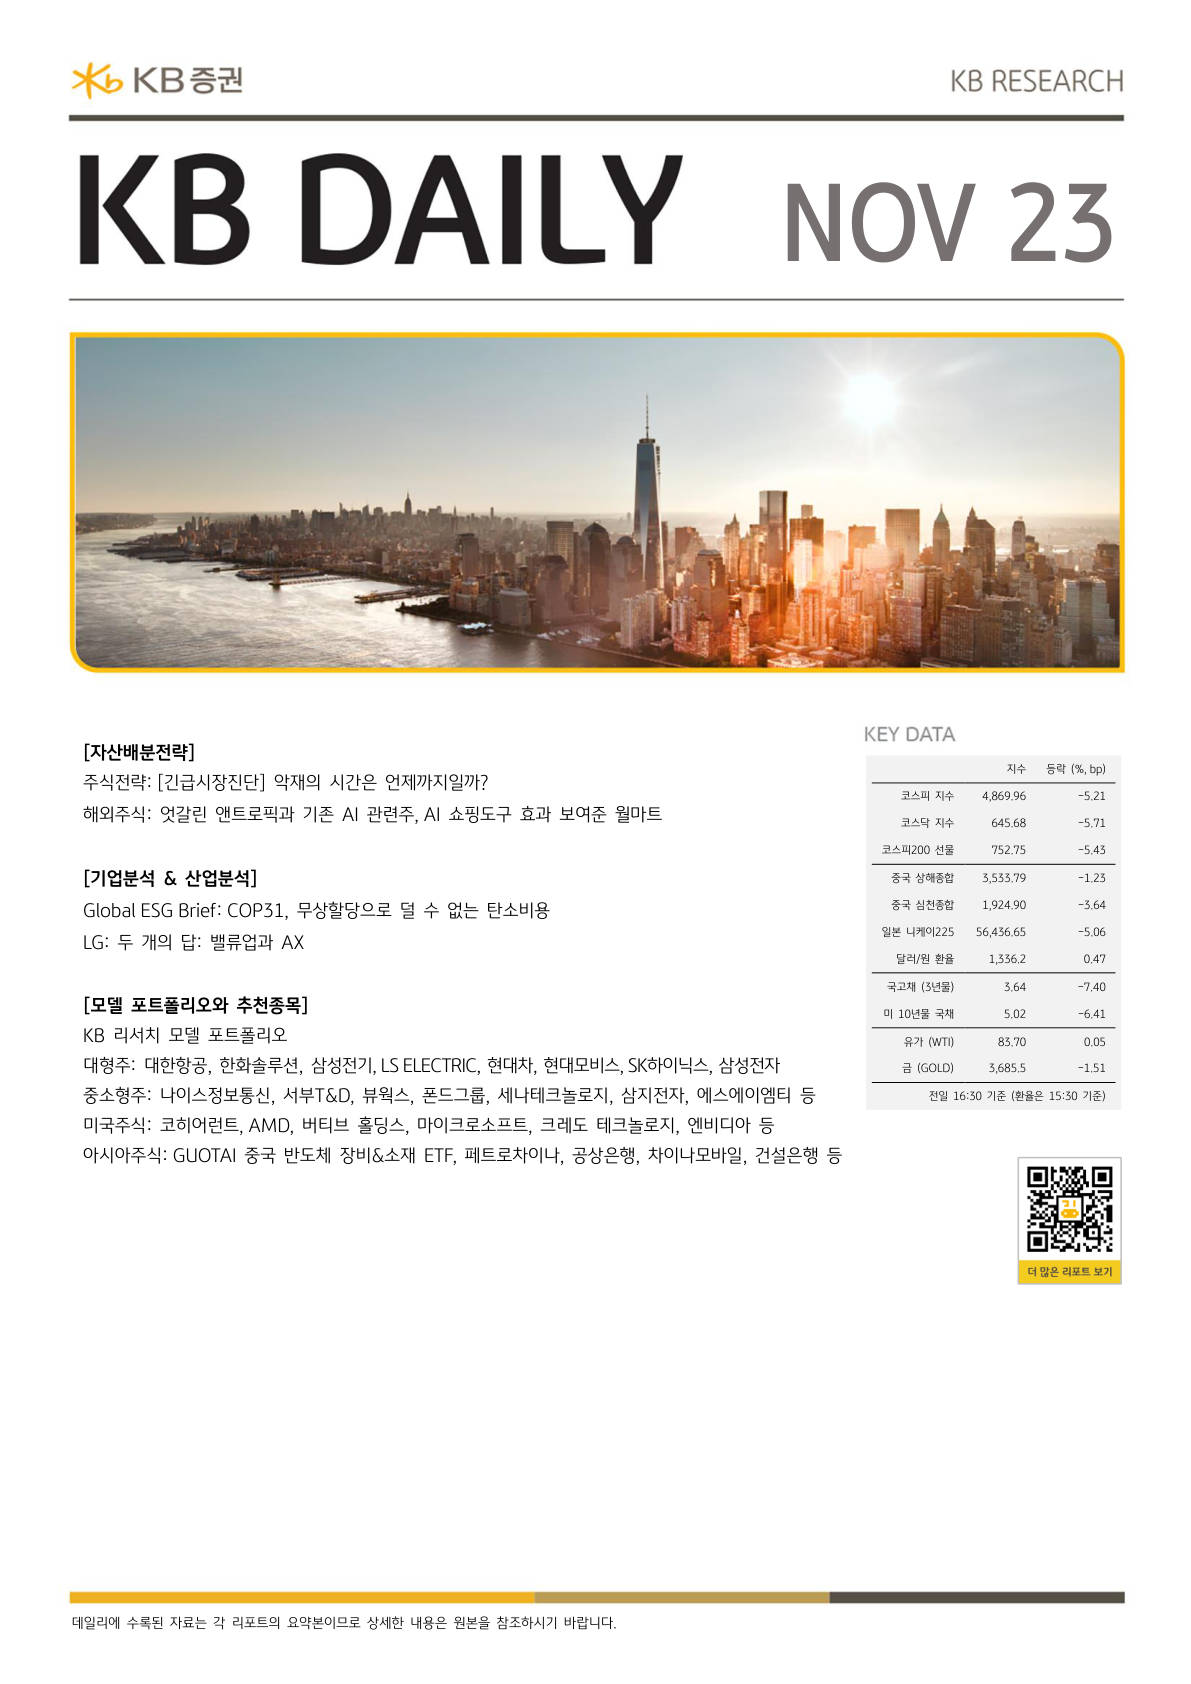 KB증권
KB RESEARCH
KB DAILY
NOV 23
[자산배분전략]
주식전략: [긴급시장진단] 악재의 시간은 언제까지일까?
해외주식: 엇갈린 앤트로픽과 기존 AI 관련주, AI 쇼핑도구 효과 보여준 월마트
[기업분석 & 산업분석]
Global ESG Brief: COP31, 무상할당으로 덜 수 없는 탄소비용
LG: 두 개의 답: 밸류업과 AX
[모델 포트폴리오와 추천종목]
KB 리서치 모델 포트폴리오
대형주: 대한항공, 한화솔루션, 삼성전기, LS ELECTRIC, 현대차, 현대모비스, SK하이닉스, 삼성전자
중소형주: 나이스정보통신, 서부T&D, 뷰웍스, 폰드그룹, 세나테크놀로지, 삼지전자, 에스에이엠티 등
미국주식: 코히어런트, AMD, 버티브 홀딩스, 마이크로소프트, 크레도 테크놀로지, 엔비디아 등
아시아주식: GUOTAI 중국 반도체 장비&소재 ETF, 페트로차이나, 공상은행, 차이나모바일, 건설은행 등
KEY DATA
지수 등락 (%, bp)
코스피 지수 4,869.96 -5.21
코스닥 지수 645.68 -5.71
코스피200 선물 752.75 -5.43
중국 상해종합 3,533.79 -1.23
중국 심천종합 1,924.90 -3.64
일본 니케이225 56,436.65 -5.06
달러/원 환율 1,336.2 0.47
국고채 (3년물) 3.64 -7.40
미 10년물 국채 5.02 -6.41
유가 (WTI) 83.70 0.05
금 (GOLD) 3,685.5 -1.51
전일 16:30 기준 (환율은 15:30 기준)
더 많은 리포트 보기
데일리에 수록된 자료는 각 리포트의 요약본이므로 상세한 내용은 원본을 참조하시기 바랍니다.